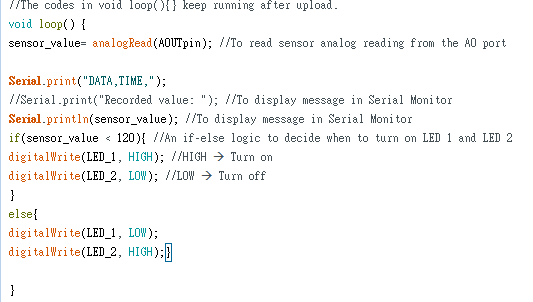 //The codes in void loop(){} keep running after upload.
void loop() {
sensor_value= analogRead(AOUTpin); //To read sensor analog reading from the AO port
Serial.print("DATA,TIME,");
//Serial.print("Recorded value: "); //To display message in Serial Monitor
Serial.println(sensor_value); //To display message in Serial Monitor
if(sensor_value < 120){ //An if-else logic to decide when to turn on LED 1 and LED 2
digitalWrite(LED_1, HIGH); //HIGH → Turn on
digitalWrite(LED_2, LOW); //LOW → Turn off
}
else{
digitalWrite(LED_1, LOW);
digitalWrite(LED_2, HIGH);}
}